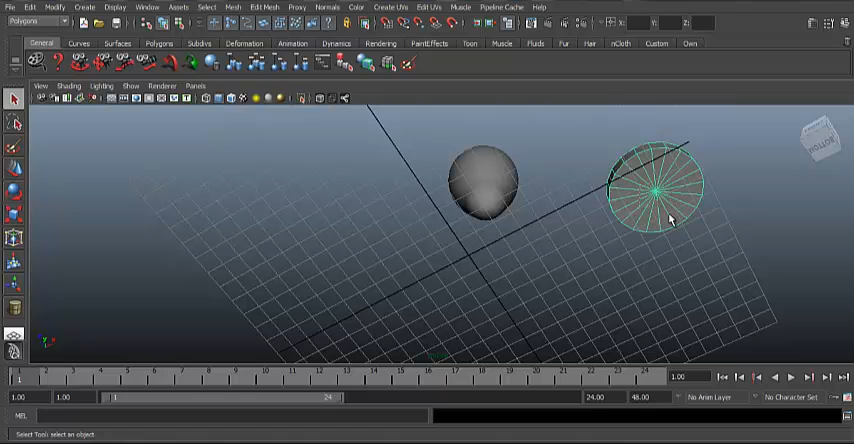 File Edit Modify Create Display Window Assets Select Mesh Edit Mesh Proxy Normals Color Create UVs Edit UVs Muscle Pipeline Cache Help
Polygons X: Y: Z:
General Curves Surfaces Polygons Subdivs Deformation Animation Dynamics Rendering PaintEffects Toon Muscle Fluids Fur Hair nCloth Custom Own
View Shading Lighting Show Renderer Panels
BOTTOM
y x
1 2 3 4 5 6 7 8 9 10 11 12 13 14 15 16 17 18 19 20 21 22 23 24
1 1.00
1.00 1.00 1 24 24.00 48.00 No Anim Layer No Character Set
MEL
Select Tool: select an object